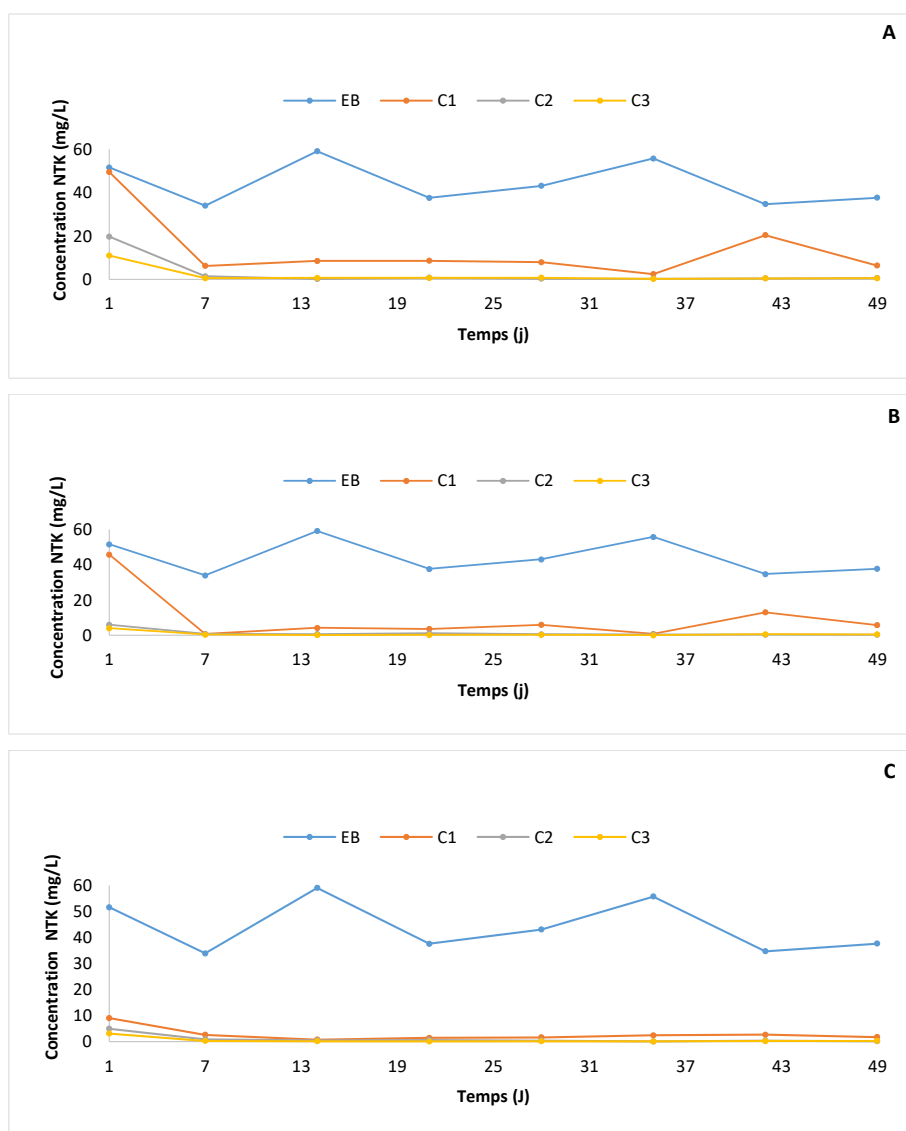 A
EB C1 C2 C3
Concentration NTK (mg/L)
60
40
20
0
1 7 13 19 25 31 37 43 49
Temps (j)
B
EB C1 C2 C3
Concentration NTK (mg/L)
60
40
20
0
1 7 13 19 25 31 37 43 49
Temps (j)
C
EB C1 C2 C3
Concentration NTK (mg/L)
60
50
40
30
20
10
0
1 7 13 19 25 31 37 43 49
Temps (J)